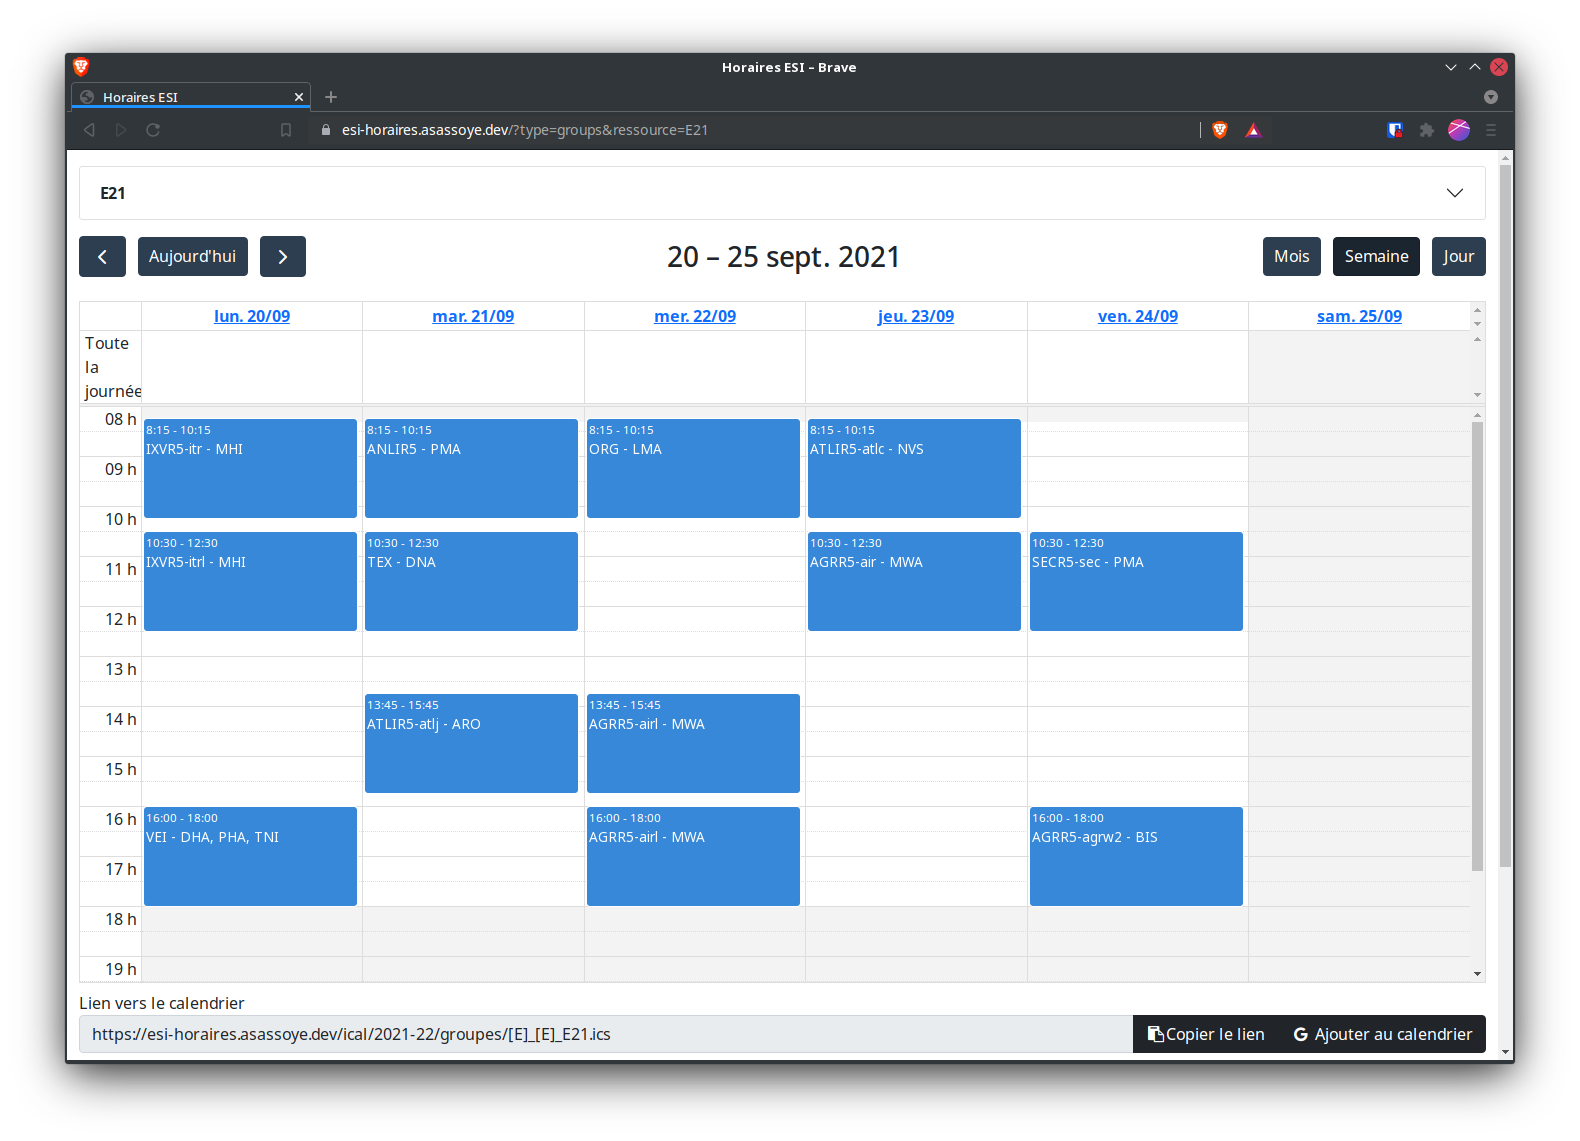 Horaires ESI – Brave
Horaires ESI
esi-horaires.asassoye.dev/?type=groups&ressource=E21
E21
Aujourd'hui
20 – 25 sept. 2021
Mois Semaine Jour
lun. 20/09 mar. 21/09 mer. 22/09 jeu. 23/09 ven. 24/09 sam. 25/09
Toute
la
journée
08 h
8:15 - 10:15
IXVR5-itr - MHI
8:15 - 10:15
ANLIR5 - PMA
8:15 - 10:15
ORG - LMA
8:15 - 10:15
ATLIR5-atlc - NVS
09 h
10 h
10:30 - 12:30
IXVR5-itrl - MHI
10:30 - 12:30
TEX - DNA
10:30 - 12:30
AGRR5-air - MWA
10:30 - 12:30
SECR5-sec - PMA
11 h
12 h
13 h
13:45 - 15:45
ATLIR5-atlj - ARO
13:45 - 15:45
AGRR5-airl - MWA
14 h
15 h
16 h
16:00 - 18:00
VEI - DHA, PHA, TNI
16:00 - 18:00
AGRR5-airl - MWA
16:00 - 18:00
AGRR5-agrw2 - BIS
17 h
18 h
19 h
Lien vers le calendrier
https://esi-horaires.asassoye.dev/ical/2021-22/groupes/[E]_[E]_E21.ics
Copier le lien
G Ajouter au calendrier